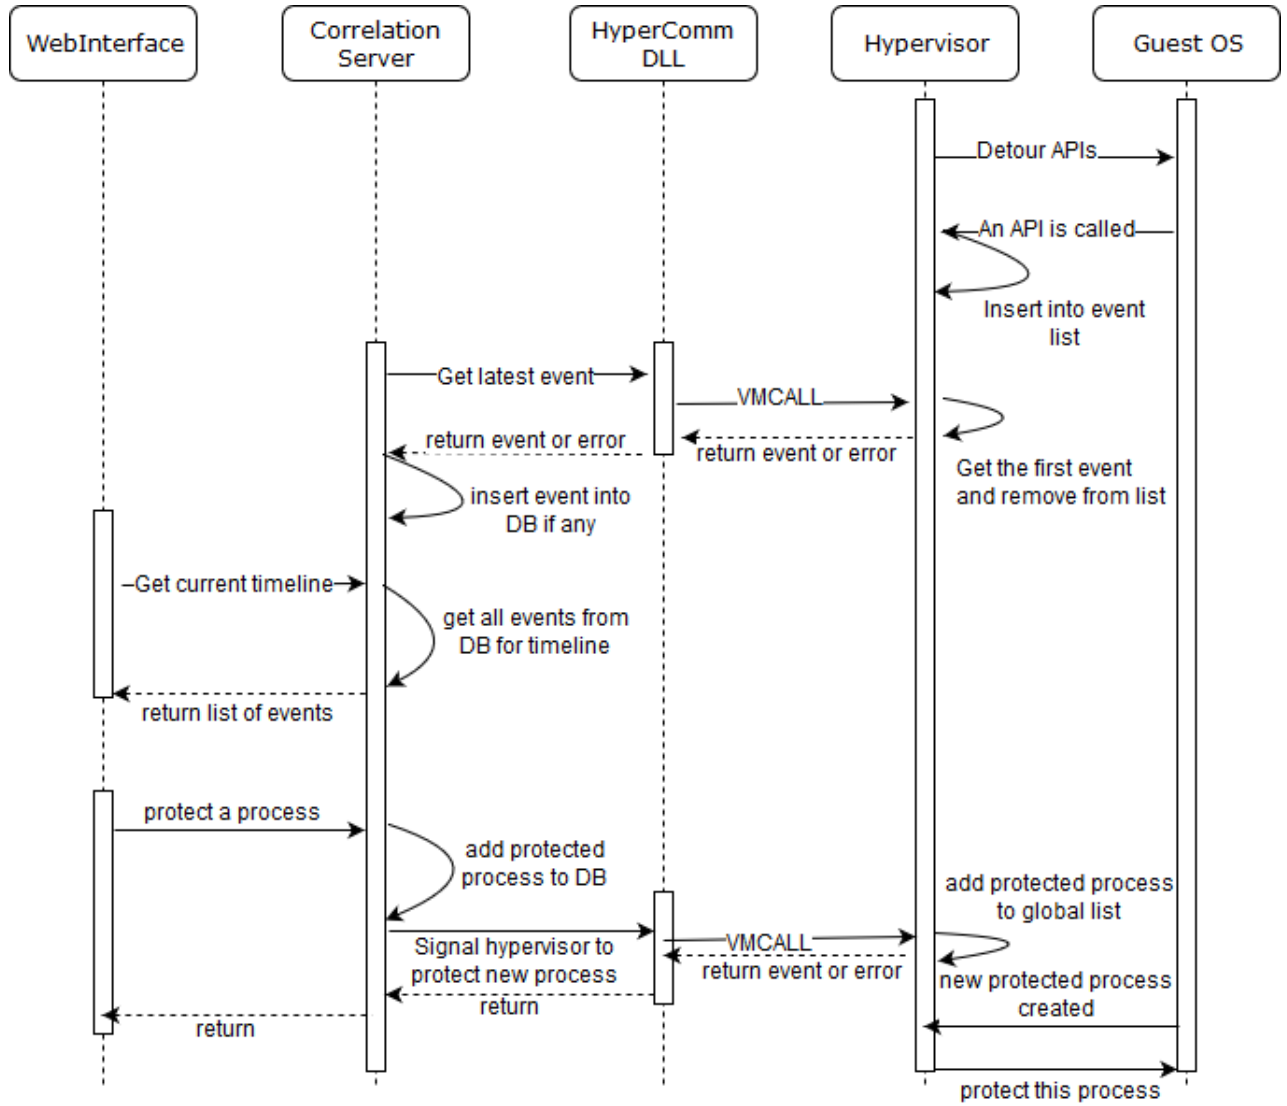 WebInterface
Correlation
Server
HyperComm
DLL
Hypervisor
Guest OS
Detour APIs
An API is called
Insert into event
list
Get latest event
VMCALL
return event or error
return event or error
Get the first event
and remove from list
insert event into
DB if any
Get current timeline
get all events from
DB for timeline
return list of events
protect a process
add protected
process to DB
add protected process
to global list
Signal hypervisor to
protect new process
VMCALL
return event or error
new protected process
created
return
return
protect this process